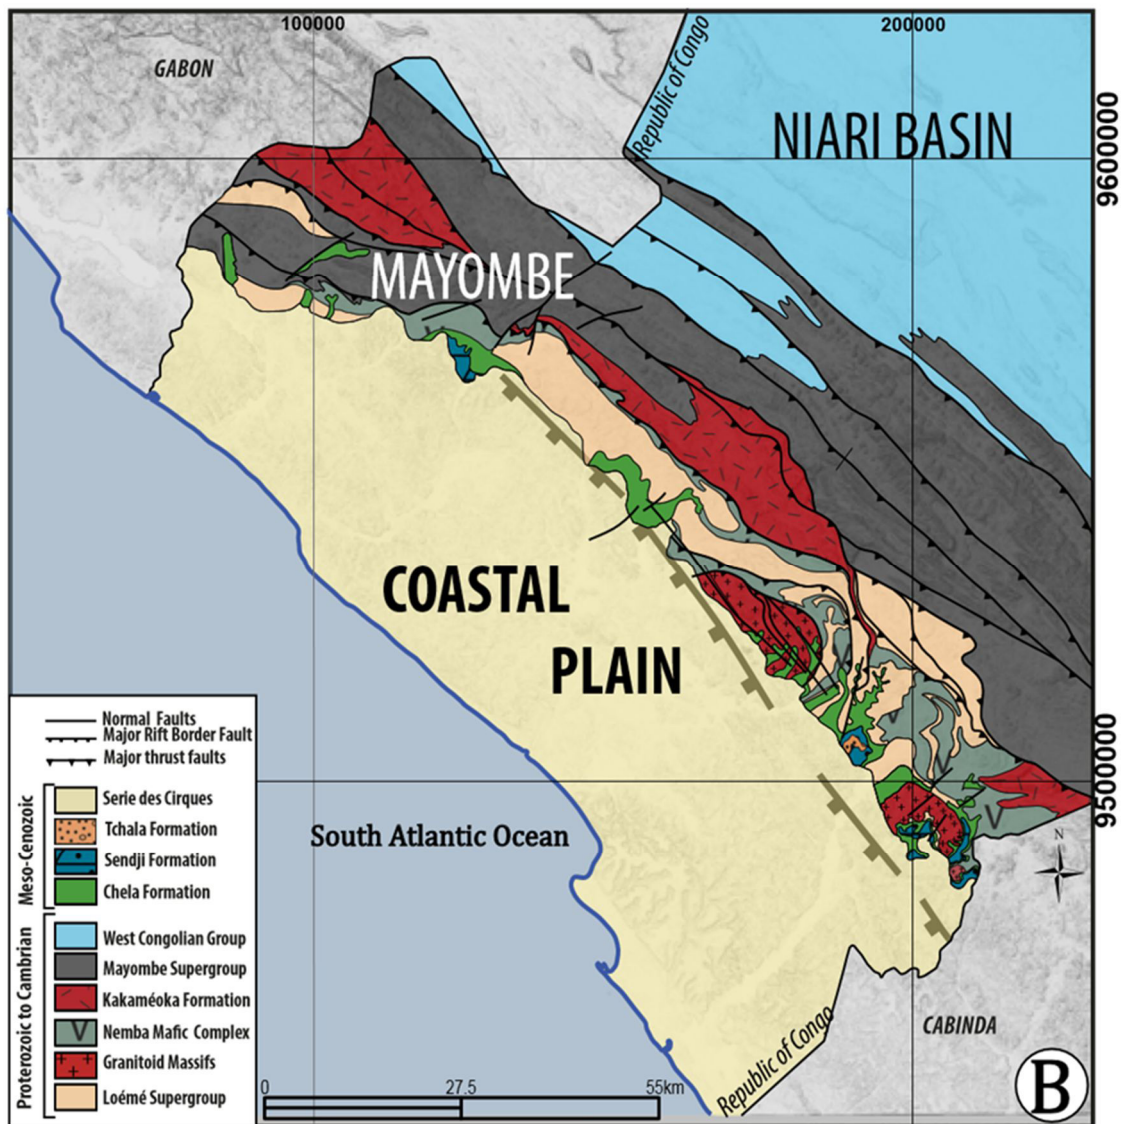 100000
200000
GABON
Republic of Congo
NIARI BASIN
9600000
MAYOMBE
COASTAL
PLAIN
9500000
South Atlantic Ocean
N
CABINDA
Republic of Congo
B
Normal Faults
Major Rift Border Fault
Major thrust faults
Meso-Cenozoic
Serie des Cirques
Tchala Formation
Sendji Formation
Chela Formation
Proterozoic to Cambrian
West Congolian Group
Mayombe Supergroup
Kakaméoka Formation
V
Nemba Mafic Complex
Granitoid Massifs
Loémé Supergroup
V
V
V
V
0
27.5
55km